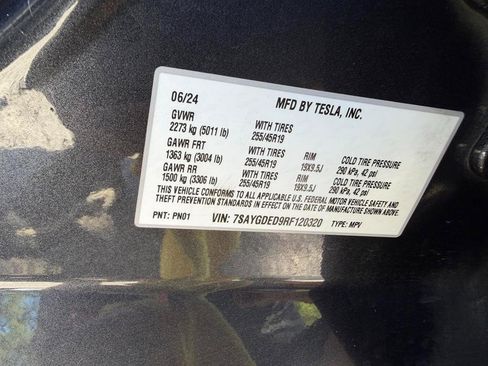 06/24 MFD BY TESLA, INC.
GVWR
2273 kg (5011 lb) WITH TIRES 255/45R19
GAWR FRT
1363 kg (3004 lb) WITH TIRES 255/45R19 RIM 19X9.5J COLD TIRE PRESSURE 290 kPa, 42 psi
GAWR RR
1500 kg (3306 lb) WITH TIRES 255/45R19 RIM 19X9.5J COLD TIRE PRESSURE 290 kPa, 42 psi
THIS VEHICLE CONFORMS TO ALL APPLICABLE U.S. FEDERAL MOTOR VEHICLE SAFETY AND
THEFT PREVENTION STANDARDS IN EFFECT ON THE DATE OF MANUFACTURE SHOWN ABOVE.
PNT: PN01 VIN: 7SAYGDED9RF120320 TYPE: MPV